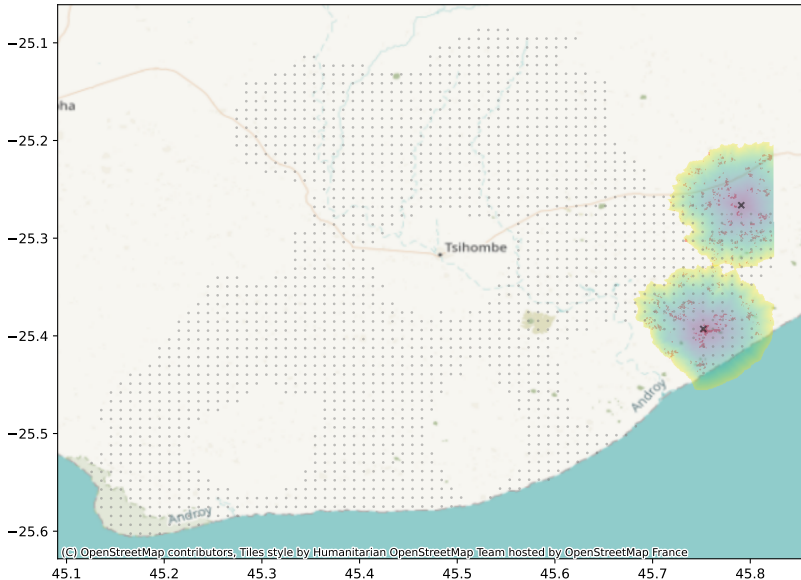 −25.1
−25.2
−25.3
−25.4
−25.5
−25.6
ha
Tsihombe
Androy
Androy
(C) OpenStreetMap contributors, Tiles style by Humanitarian OpenStreetMap Team hosted by OpenStreetMap France
45.1 45.2 45.3 45.4 45.5 45.6 45.7 45.8